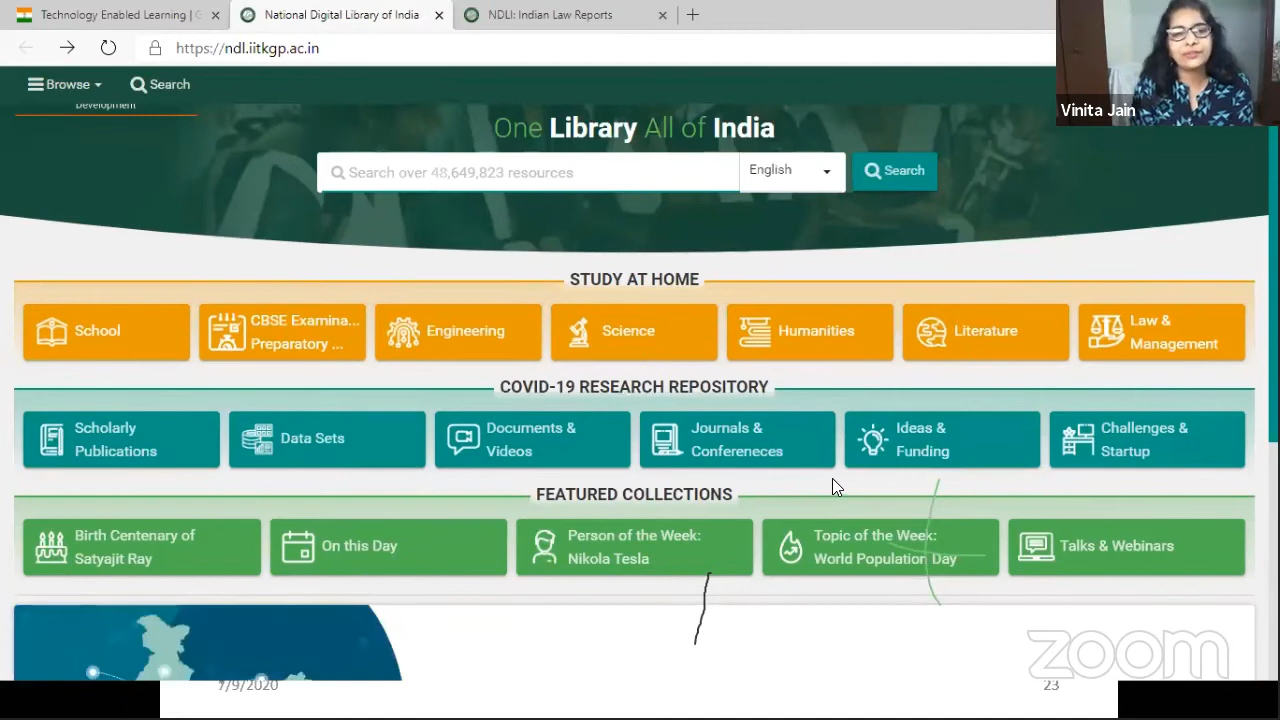 Technology Enabled Learning | G
National Digital Library of India
NDLI: Indian Law Reports
https://ndl.iitkgp.ac.in
Browse
Search
Vinita Jain
Development
One Library All of India
Search over 48,649,823 resources
English
Search
STUDY AT HOME
School
CBSE Examina...
Preparatory ...
Engineering
Science
Humanities
Literature
Law &
Management
COVID-19 RESEARCH REPOSITORY
Scholarly
Publications
Data Sets
Documents &
Videos
Journals &
Confereneces
Ideas &
Funding
Challenges &
Startup
FEATURED COLLECTIONS
Birth Centenary of
Satyajit Ray
On this Day
Person of the Week:
Nikola Tesla
Topic of the Week:
World Population Day
Talks & Webinars
zoom
7/9/2020
23